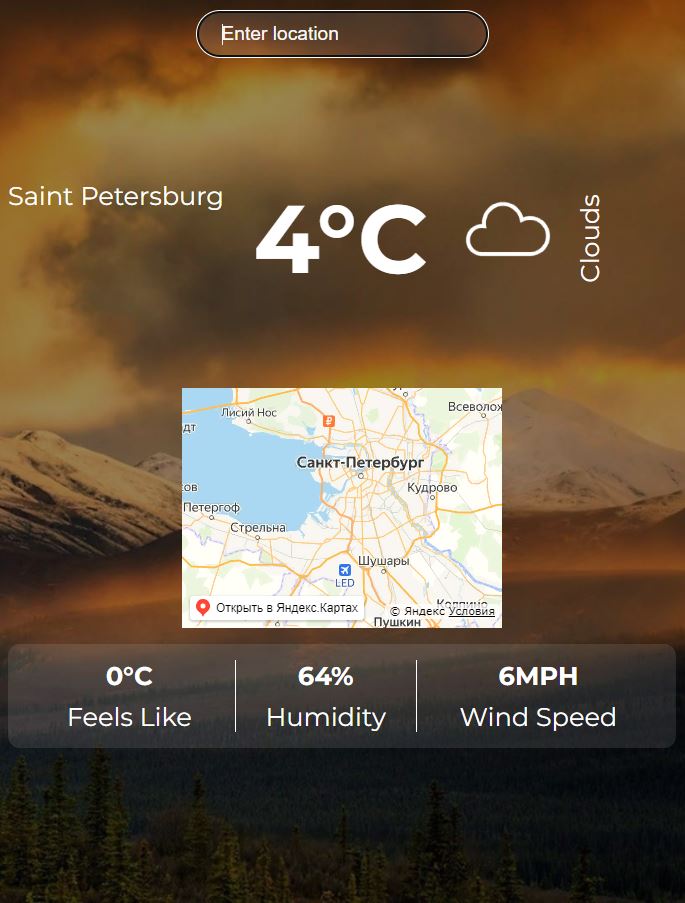 Enter location
Saint Petersburg
4°C
Clouds
Лисий Нос
Всеволож
дт
Санкт-Петербург
ков
Кудрово
Петергоф
Стрельна
Шушары
LED
Колпино
Открыть в Яндекс.Картах
© Яндекс Условия
Пушкин
0°C
64%
6MPH
Feels Like
Humidity
Wind Speed